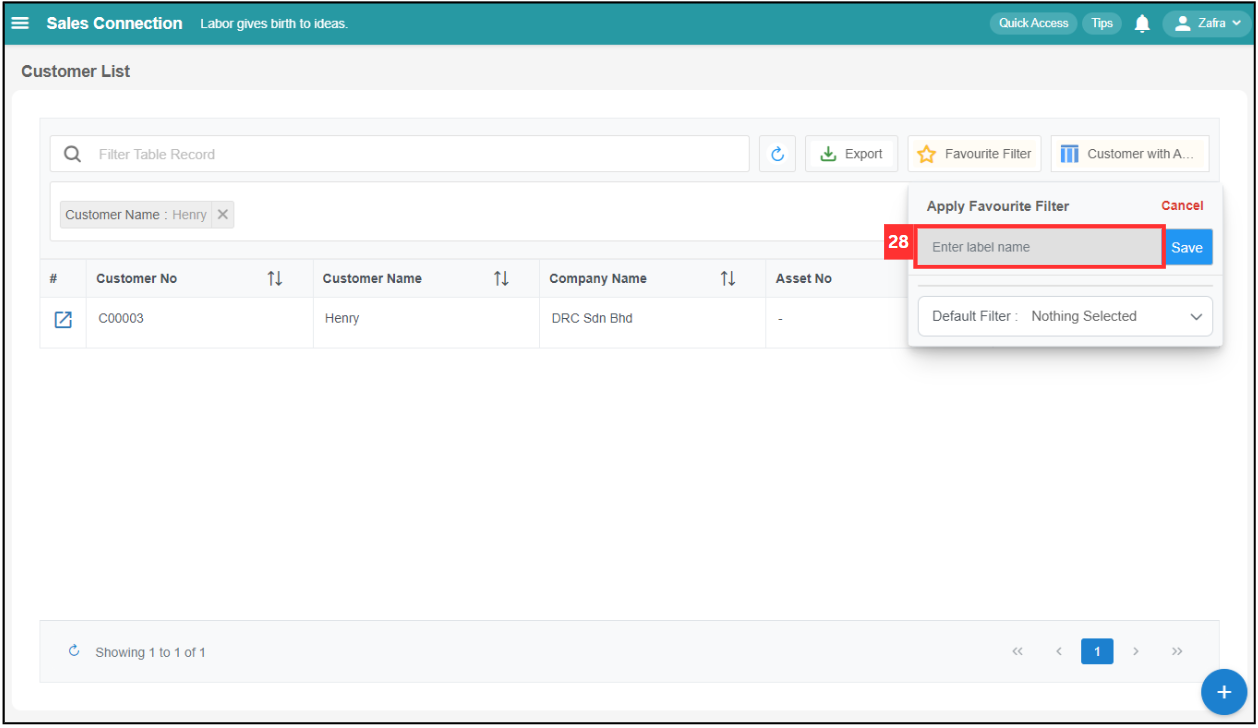 Sales Connection Labor gives birth to ideas. Quick Access Tips Zafra
Customer List
Filter Table Record Export Favourite Filter Customer with A...
Customer Name : Henry
Apply Favourite Filter Cancel
28 Enter label name Save
Default Filter : Nothing Selected
# Customer No Customer Name Company Name Asset No
C00003 Henry DRC Sdn Bhd -
Showing 1 to 1 of 1 « ‹ 1 › »
+